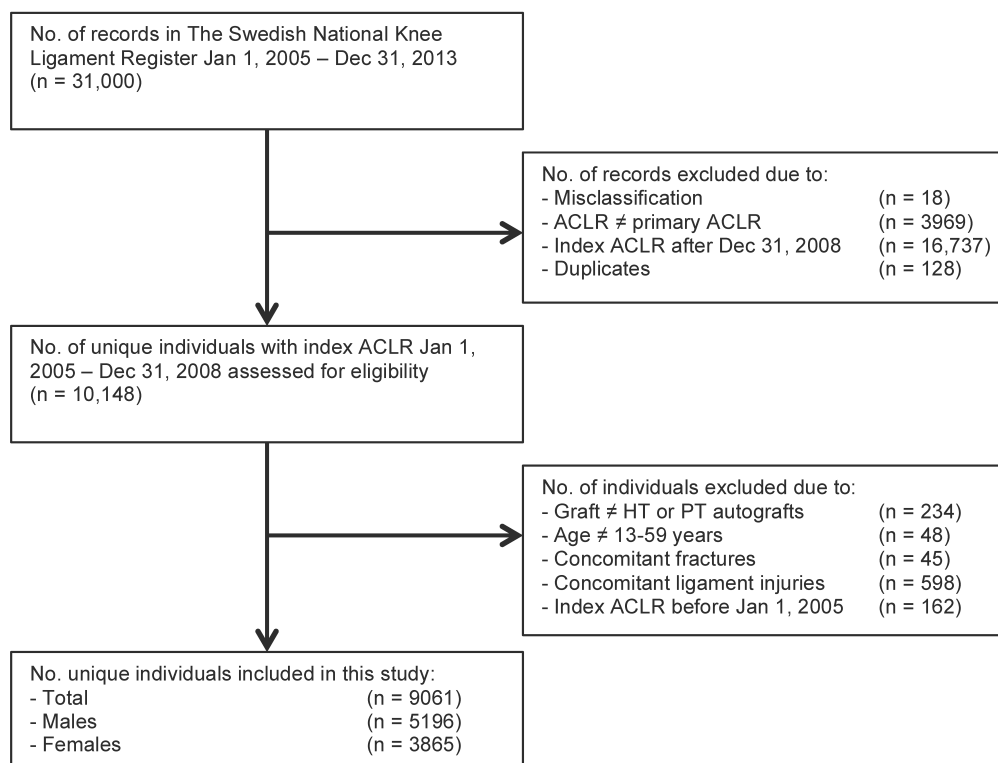 No. of records in The Swedish National Knee
Ligament Register Jan 1, 2005 – Dec 31, 2013
(n = 31,000)
No. of records excluded due to:
- Misclassification (n = 18)
- ACLR ≠ primary ACLR (n = 3969)
- Index ACLR after Dec 31, 2008 (n = 16,737)
- Duplicates (n = 128)
No. of unique individuals with index ACLR Jan 1,
2005 – Dec 31, 2008 assessed for eligibility
(n = 10,148)
No. of individuals excluded due to:
- Graft ≠ HT or PT autografts (n = 234)
- Age ≠ 13-59 years (n = 48)
- Concomitant fractures (n = 45)
- Concomitant ligament injuries (n = 598)
- Index ACLR before Jan 1, 2005 (n = 162)
No. unique individuals included in this study:
- Total (n = 9061)
- Males (n = 5196)
- Females (n = 3865)